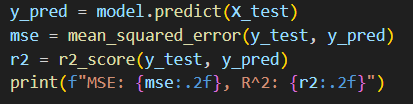 y_pred = model.predict(X_test)
mse = mean_squared_error(y_test, y_pred)
r2 = r2_score(y_test, y_pred)
print(f"MSE: {mse:.2f}, R^2: {r2:.2f}")